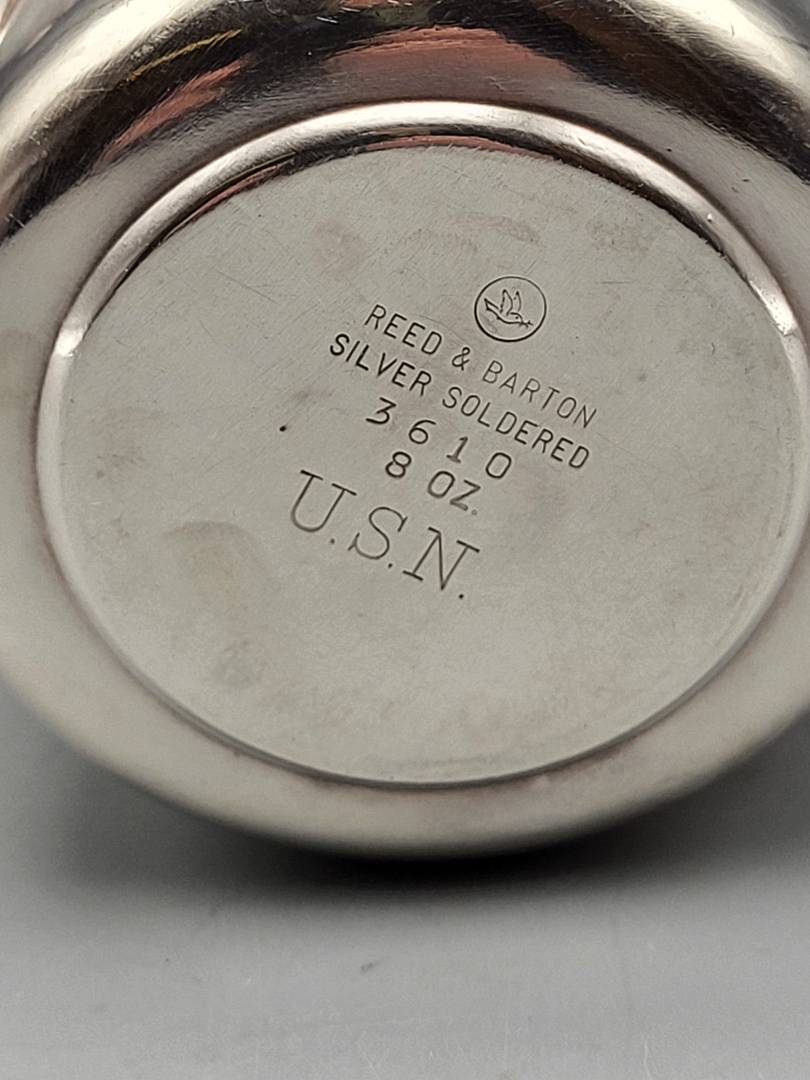 REED & BARTON
SILVER SOLDERED
3610
8 OZ.
U.S.N.